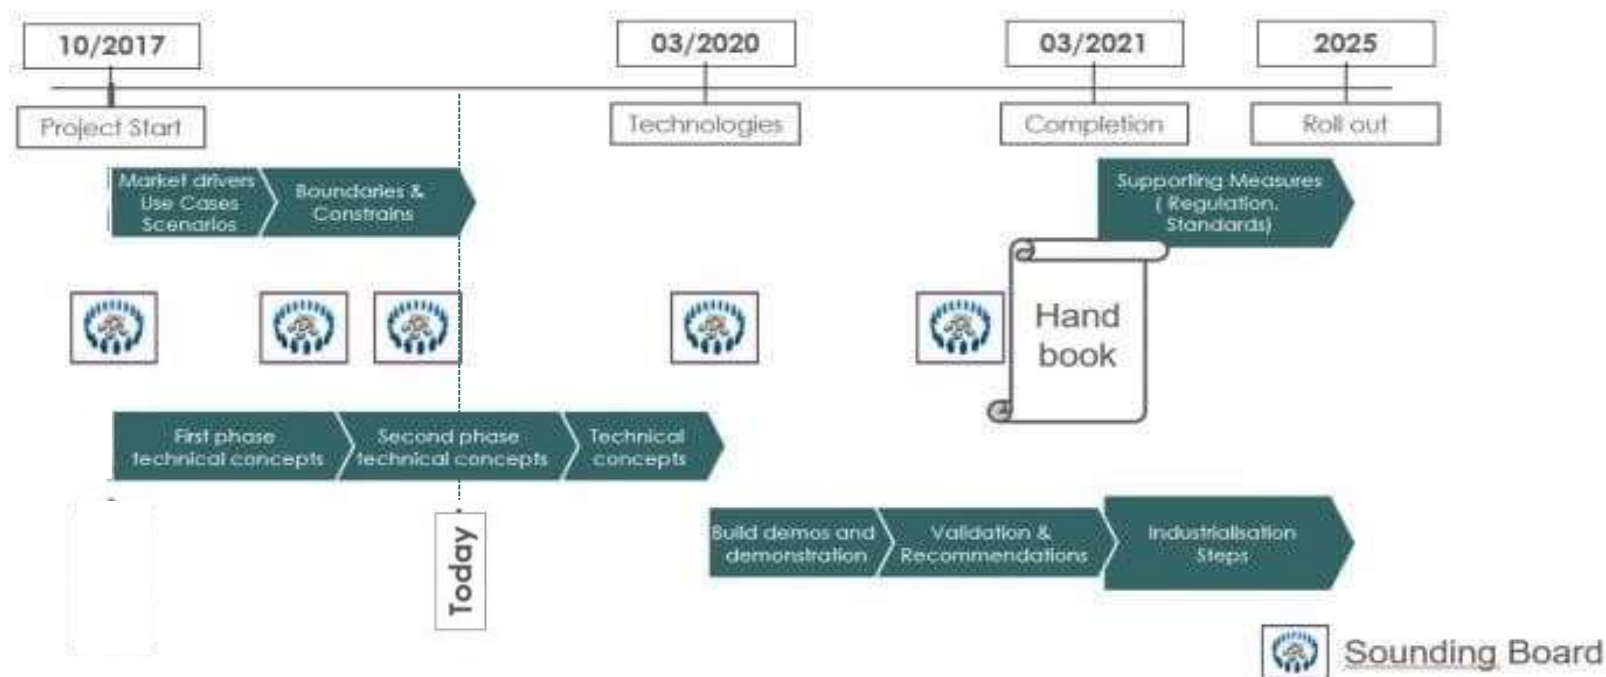 10/2017
03/2020
03/2021
2025
Project Start
Technologies
Completion
Roll out
Market drivers
Use Cases
Scenarios
Boundaries &
Constrains
Supporting Measures
( Regulation,
Standards)
Hand
book
First phase
technical concepts
Second phase
technical concepts
Technical
concepts
Today
Build demos and
demonstration
Validation &
Recommendations
Industrialisation
Steps
Sounding Board